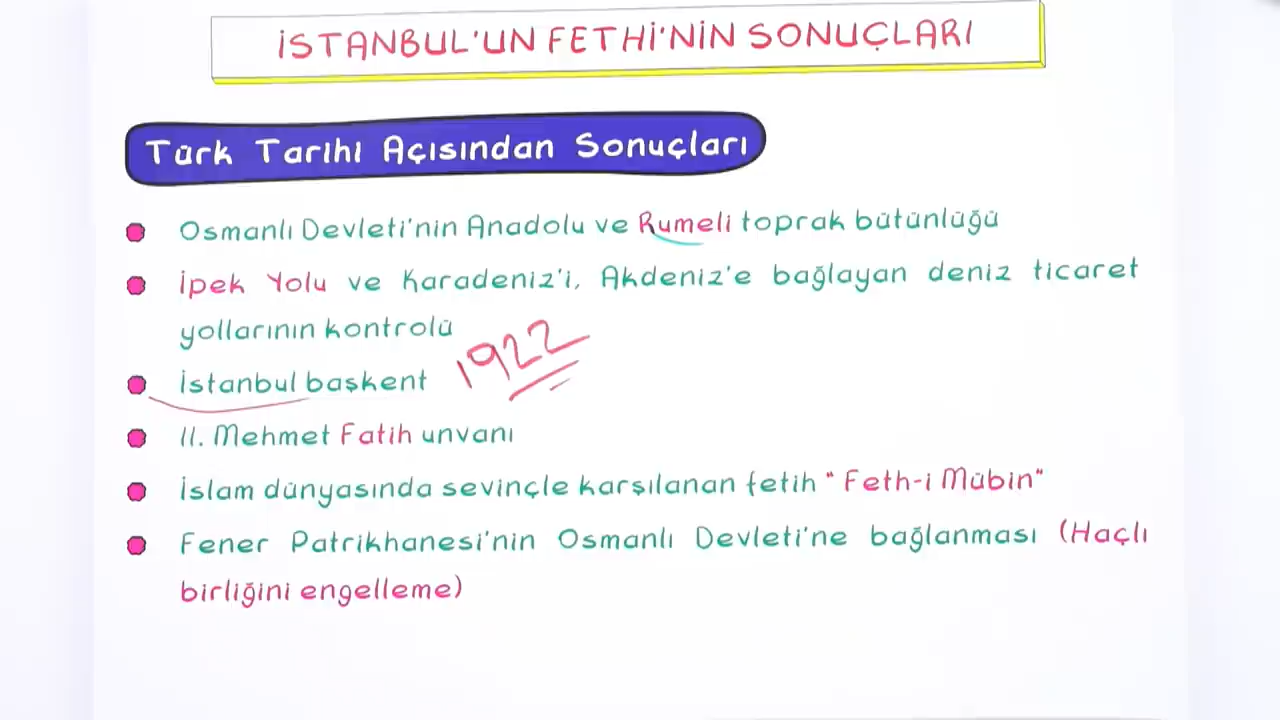 İSTANBUL'UN FETHİ'NİN SONUÇLARI
Türk Tarihi Açısından Sonuçları
Osmanlı Devleti'nin Anadolu ve Rumeli toprak bütünlüğü
İpek Yolu ve Karadeniz'i, Akdeniz'e bağlayan deniz ticaret
yollarının kontrolü
1922
İstanbul başkent
II. Mehmet Fatih unvanı
İslam dünyasında sevinçle karşılanan fetih "Feth-i Mübin"
Fener Patrikhanesi'nin Osmanlı Devleti'ne bağlanması (Haçlı
birliğini engelleme)